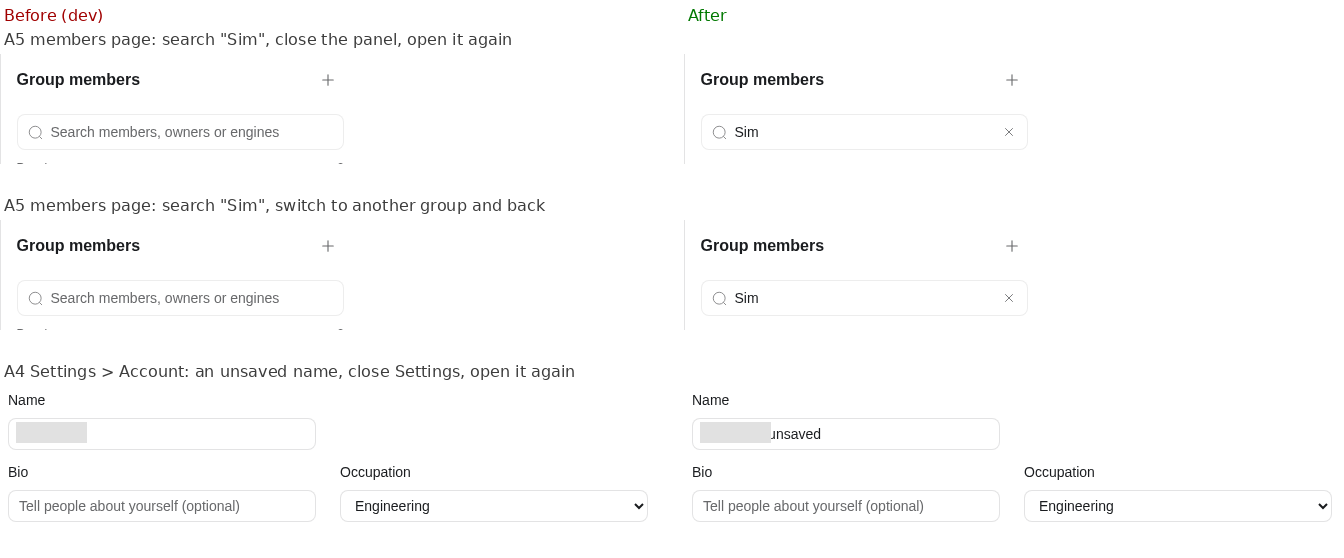 Before (dev)
After
A5 members page: search "Sim", close the panel, open it again
Group members
Group members
Search members, owners or engines
Sim
A5 members page: search "Sim", switch to another group and back
Group members
Group members
Search members, owners or engines
Sim
A4 Settings > Account: an unsaved name, close Settings, open it again
Name
Name
unsaved
Bio
Occupation
Bio
Occupation
Tell people about yourself (optional)
Engineering
Tell people about yourself (optional)
Engineering